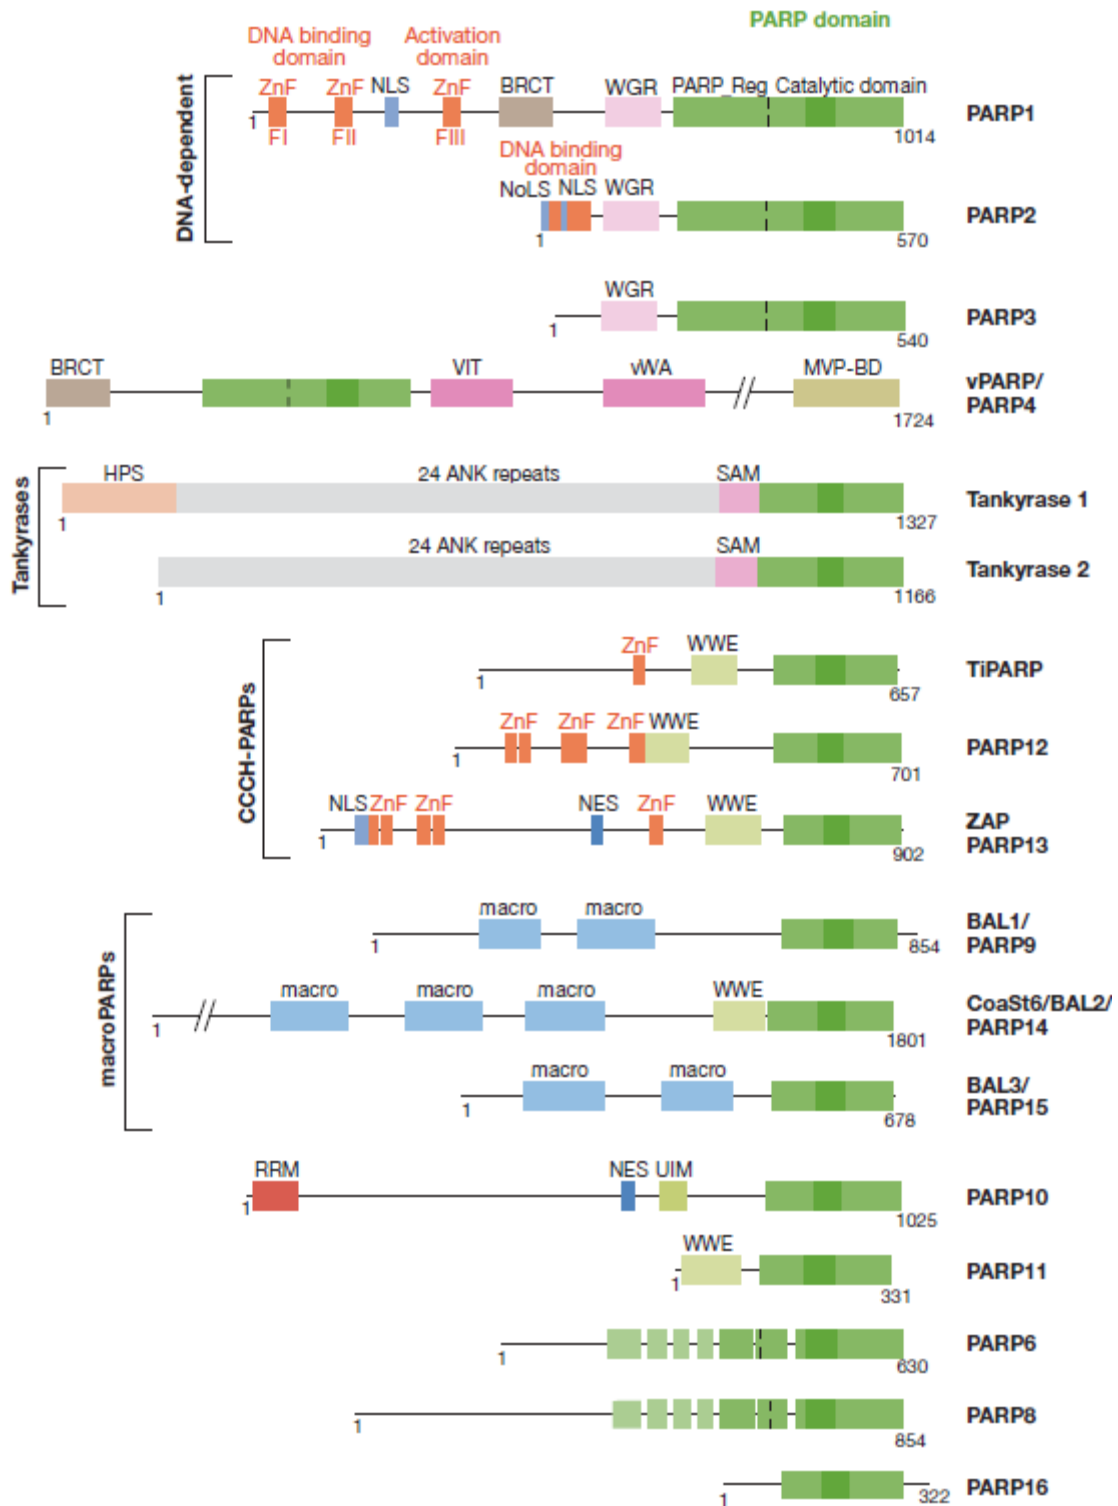 PARP domain
DNA binding domain
Activation domain
DNA-dependent
ZnF ZnF NLS ZnF BRCT WGR PARP_Reg Catalytic domain
PARP1
1 FI FII FIII 1014
DNA binding domain
NoLS NLS WGR
PARP2
1 570
WGR
PARP3
1 540
BRCT VIT vWA MVP-BD
vPARP/
PARP4
1 1724
Tankyrases
HPS 24 ANK repeats SAM
Tankyrase 1
1 1327
24 ANK repeats SAM
Tankyrase 2
1 1166
CCCH-PARPs
ZnF WWE
TiPARP
1 657
ZnF ZnF ZnF WWE
PARP12
1 701
NLS ZnF ZnF NES ZnF WWE
ZAP
PARP13
1 902
macroPARPs
macro macro
BAL1/
PARP9
1 854
macro macro macro WWE
CoaSt6/BAL2/
PARP14
1 1801
macro macro
BAL3/
PARP15
1 678
RRM NES UIM
PARP10
1 1025
WWE
PARP11
1 331
PARP6
1 630
PARP8
1 854
PARP16
1 322